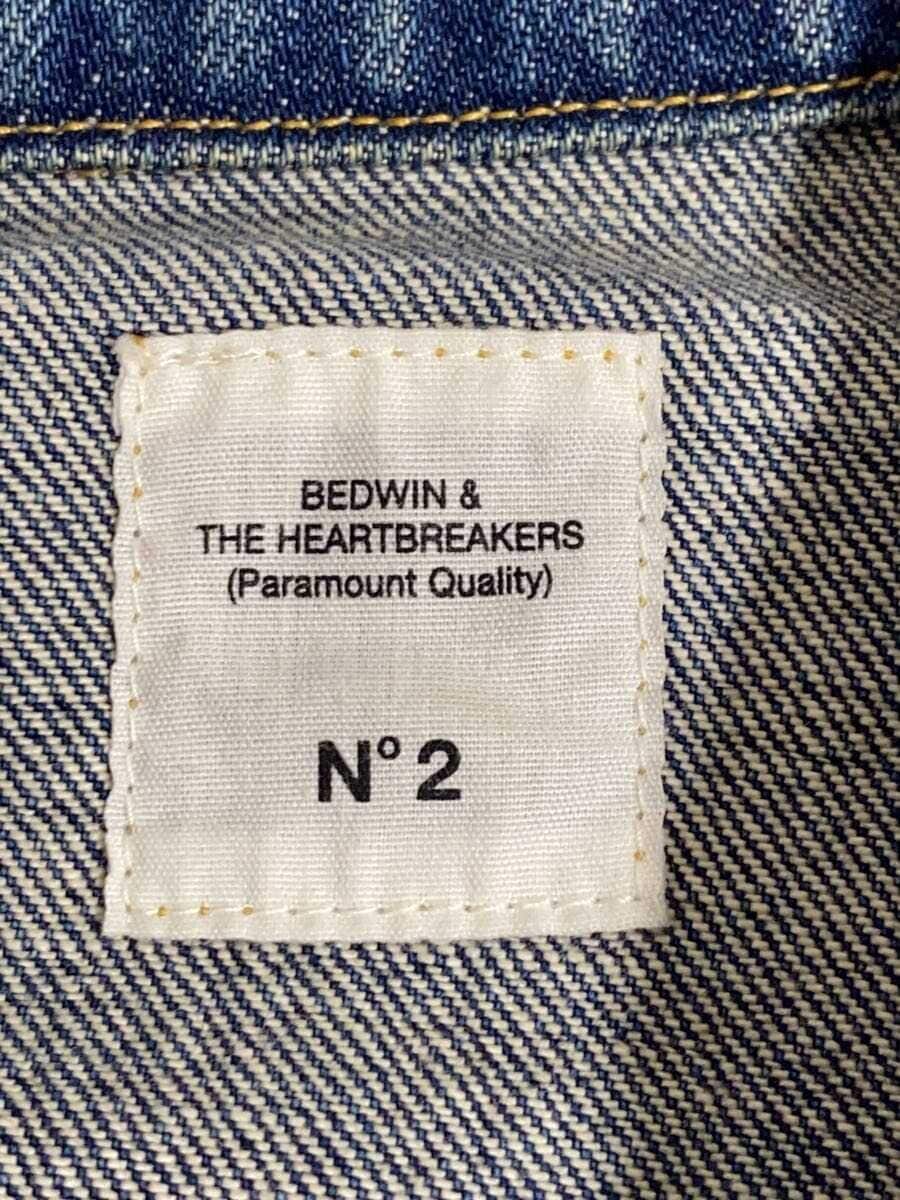 BEDWIN &
THE HEARTBREAKERS
(Paramount Quality)
N° 2